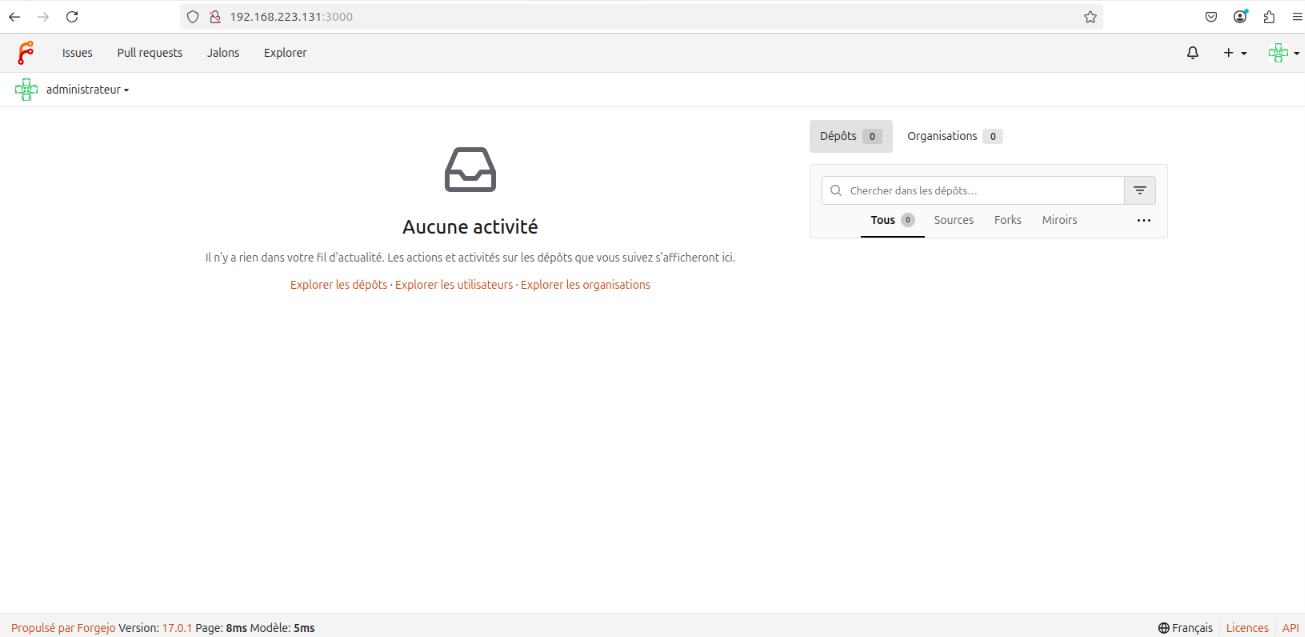 192.168.223.131:3000
Issues Pull requests Jalons Explorer
administrateur
Dépôts 0 Organisations 0
Chercher dans les dépôts…
Tous 0 Sources Forks Miroirs
Aucune activité
Il n'y a rien dans votre fil d'actualité. Les actions et activités sur les dépôts que vous suivez s'afficheront ici.
Explorer les dépôts · Explorer les utilisateurs · Explorer les organisations
Propulsé par Forgejo Version: 17.0.1 Page: 8ms Modèle: 5ms Français Licences API